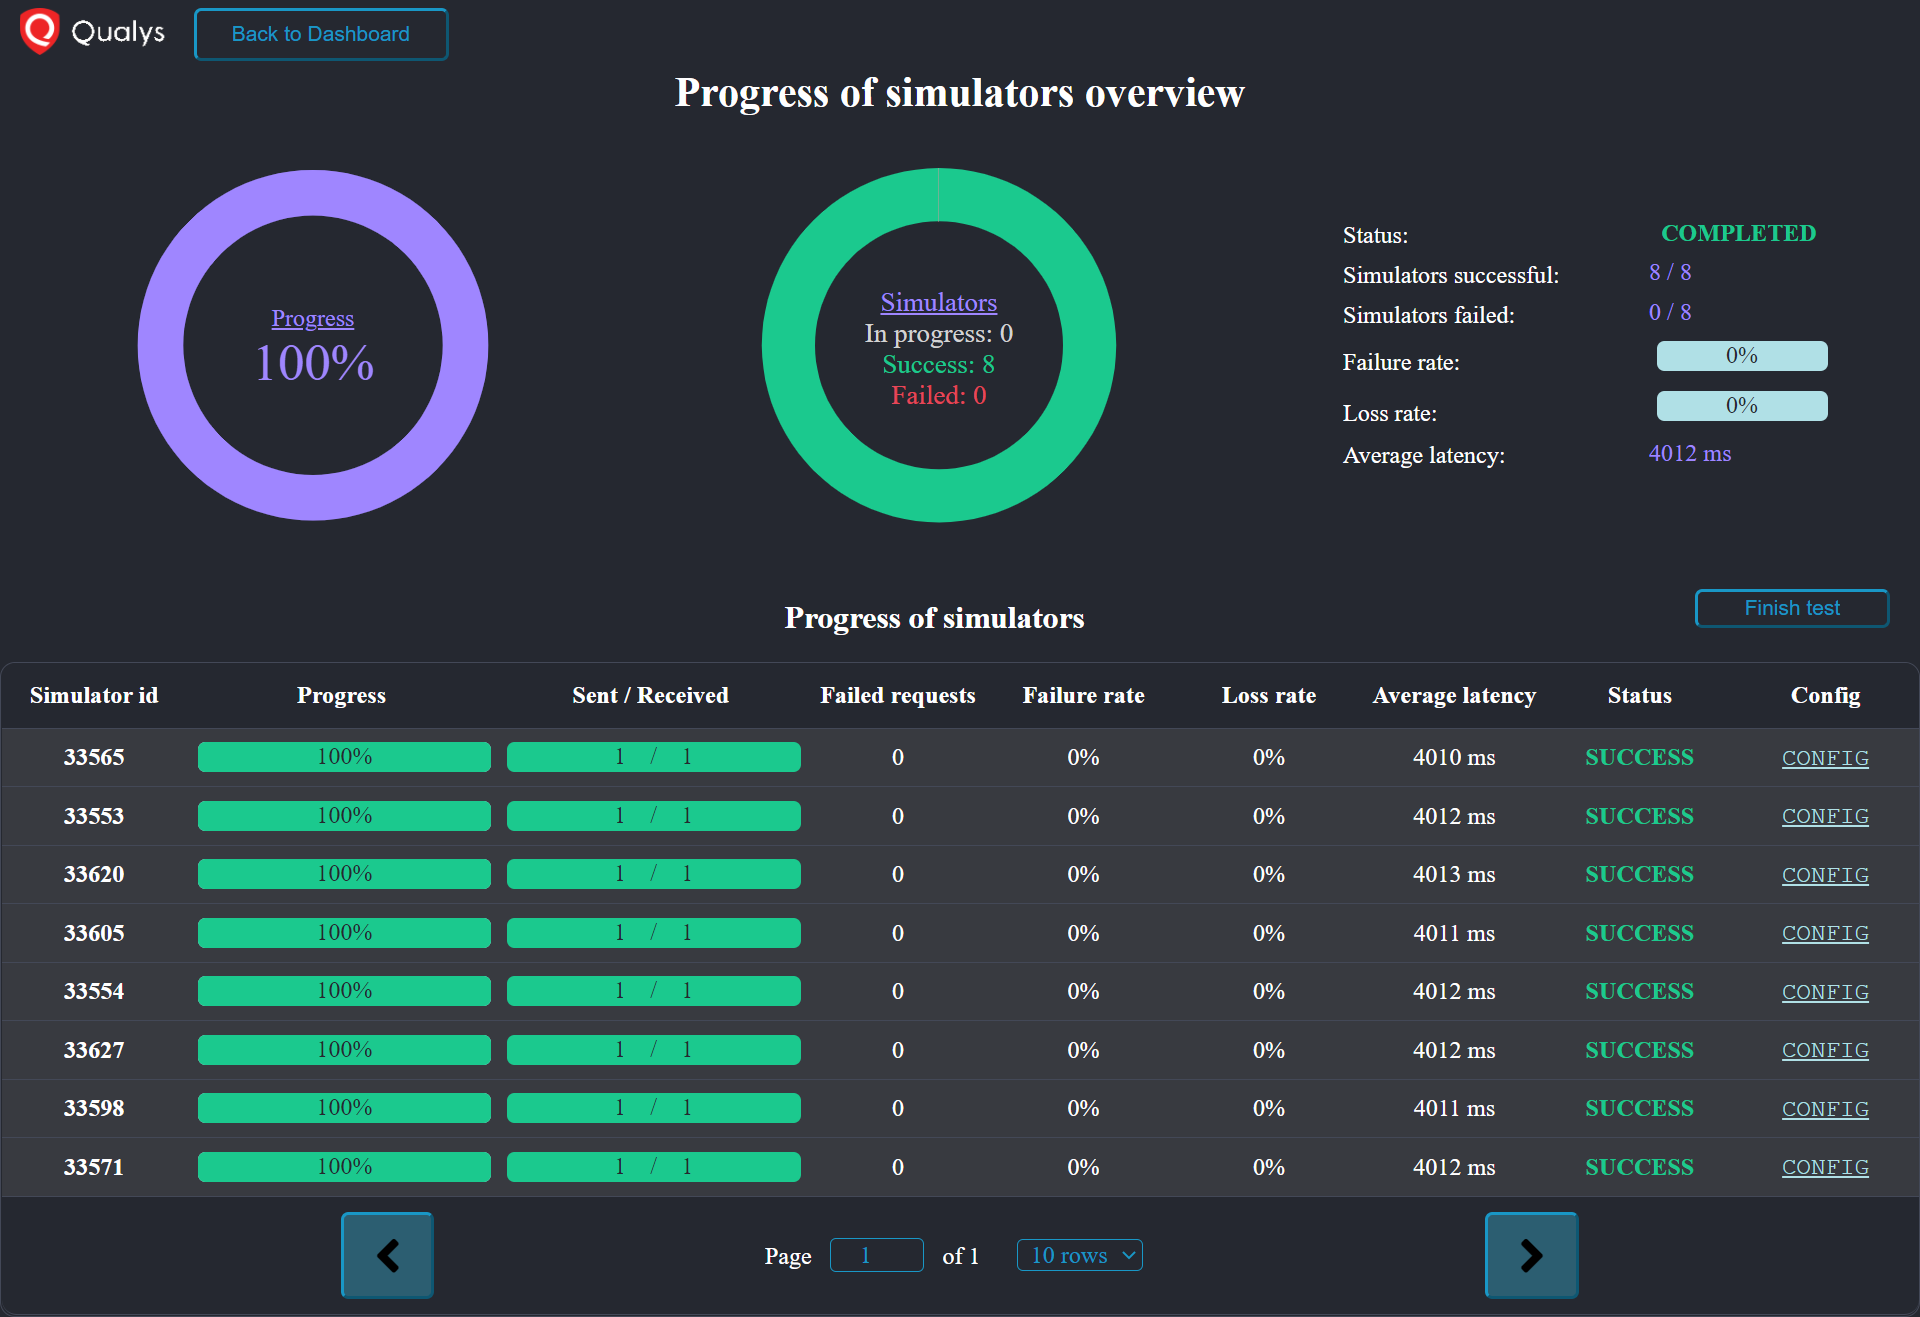 Qualys
Back to Dashboard
Progress of simulators overview
Progress
100%
Simulators
In progress: 0
Success: 8
Failed: 0
Status: COMPLETED
Simulators successful: 8 / 8
Simulators failed: 0 / 8
Failure rate: 0%
Loss rate: 0%
Average latency: 4012 ms
Progress of simulators
Finish test
Simulator id Progress Sent / Received Failed requests Failure rate Loss rate Average latency Status Config
33565 100% 1 / 1 0 0% 0% 4010 ms SUCCESS CONFIG
33553 100% 1 / 1 0 0% 0% 4012 ms SUCCESS CONFIG
33620 100% 1 / 1 0 0% 0% 4013 ms SUCCESS CONFIG
33605 100% 1 / 1 0 0% 0% 4011 ms SUCCESS CONFIG
33554 100% 1 / 1 0 0% 0% 4012 ms SUCCESS CONFIG
33627 100% 1 / 1 0 0% 0% 4012 ms SUCCESS CONFIG
33598 100% 1 / 1 0 0% 0% 4011 ms SUCCESS CONFIG
33571 100% 1 / 1 0 0% 0% 4012 ms SUCCESS CONFIG
Page 1 of 1 10 rows